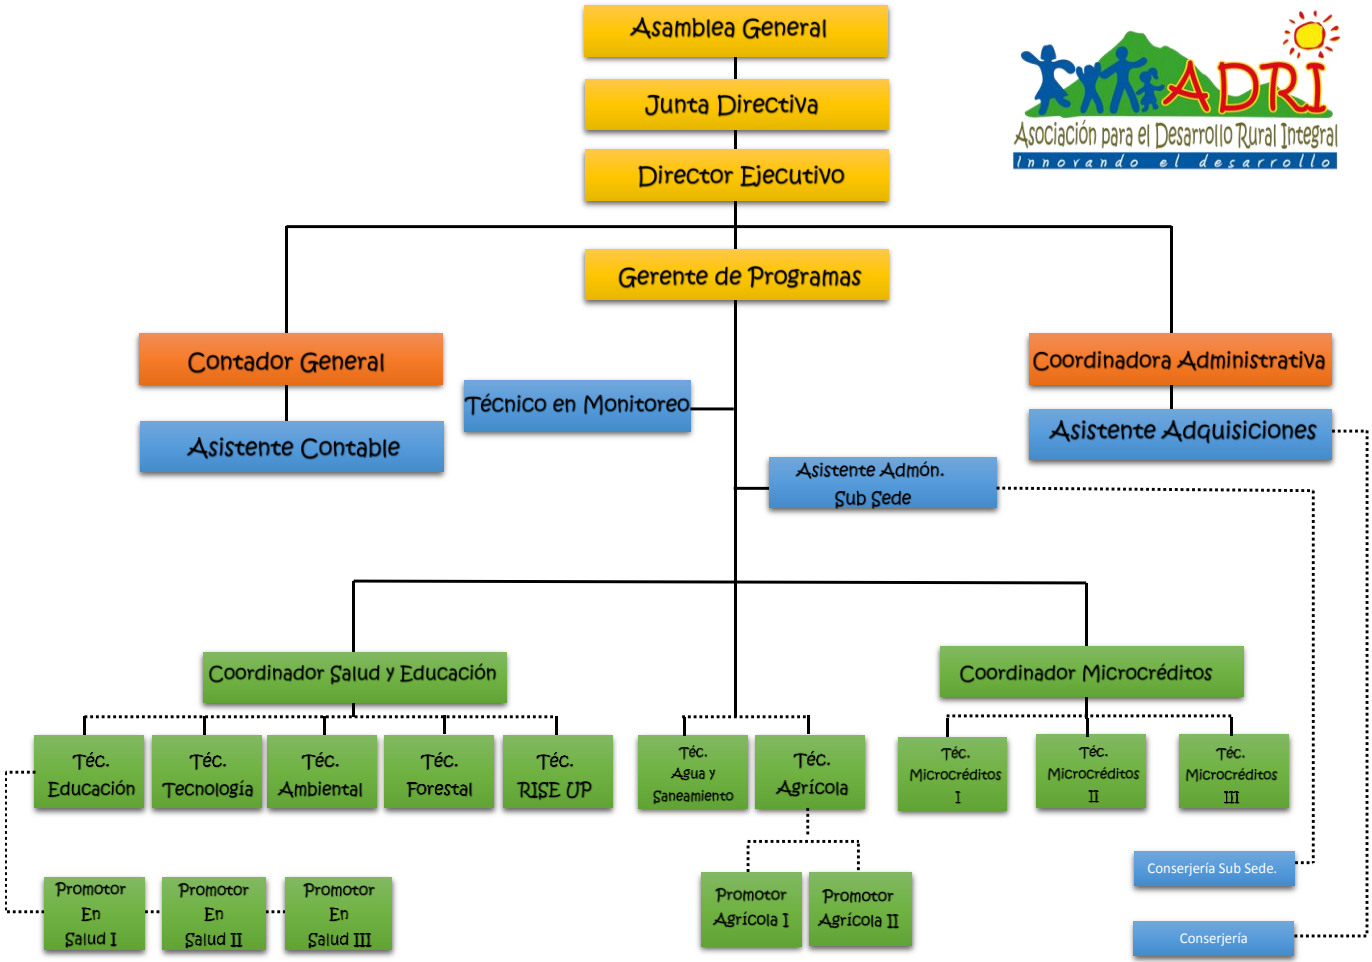 Asamblea General
Junta Directiva
Director Ejecutivo
ADRI
Asociación para el Desarrollo Rural Integral
Innovando el desarrollo
Gerente de Programas
Contador General
Coordinadora Administrativa
Técnico en Monitoreo
Asistente Contable
Asistente Adquisiciones
Asistente Admón.
Sub Sede
Coordinador Salud y Educación
Coordinador Microcréditos
Téc.
Educación
Téc.
Tecnología
Téc.
Ambiental
Téc.
Forestal
Téc.
RISE UP
Téc.
Agua y
Saneamiento
Téc.
Agrícola
Téc.
Microcréditos
I
Téc.
Microcréditos
II
Téc.
Microcréditos
III
Conserjería Sub Sede.
Promotor
En
Salud I
Promotor
En
Salud II
Promotor
En
Salud III
Promotor
Agrícola I
Promotor
Agrícola II
Conserjería